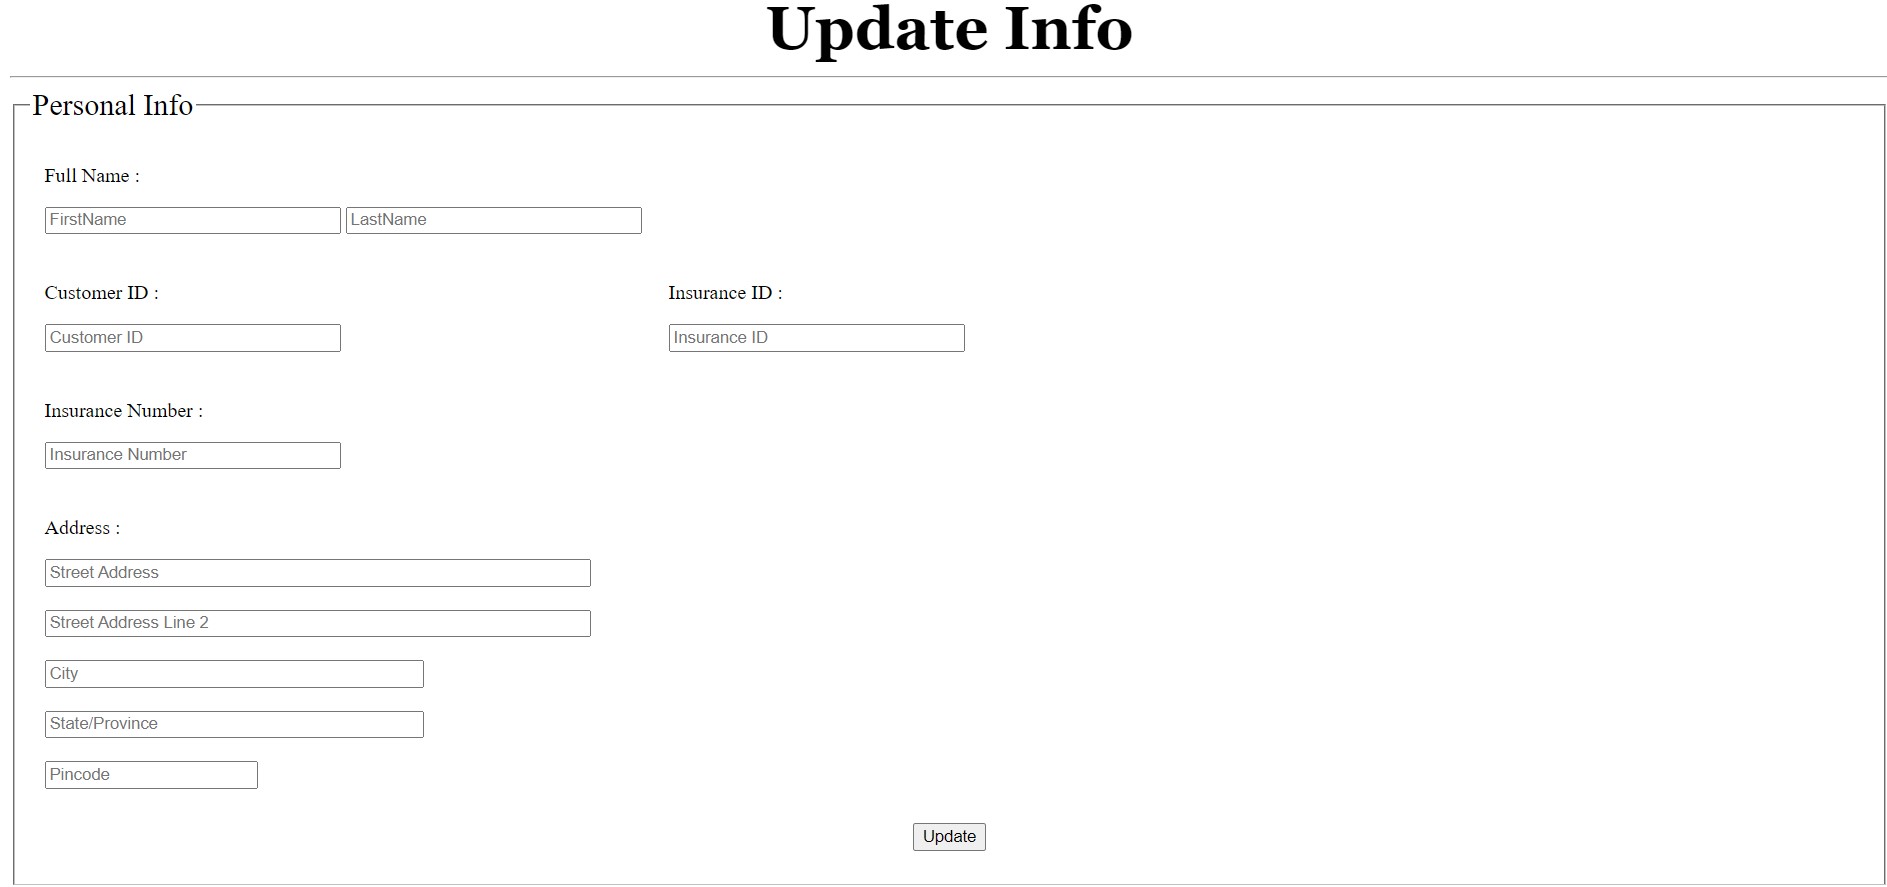 Update Info
Personal Info
Full Name :
FirstName LastName
Customer ID : Insurance ID :
Customer ID Insurance ID
Insurance Number :
Insurance Number
Address :
Street Address
Street Address Line 2
City
State/Province
Pincode
Update